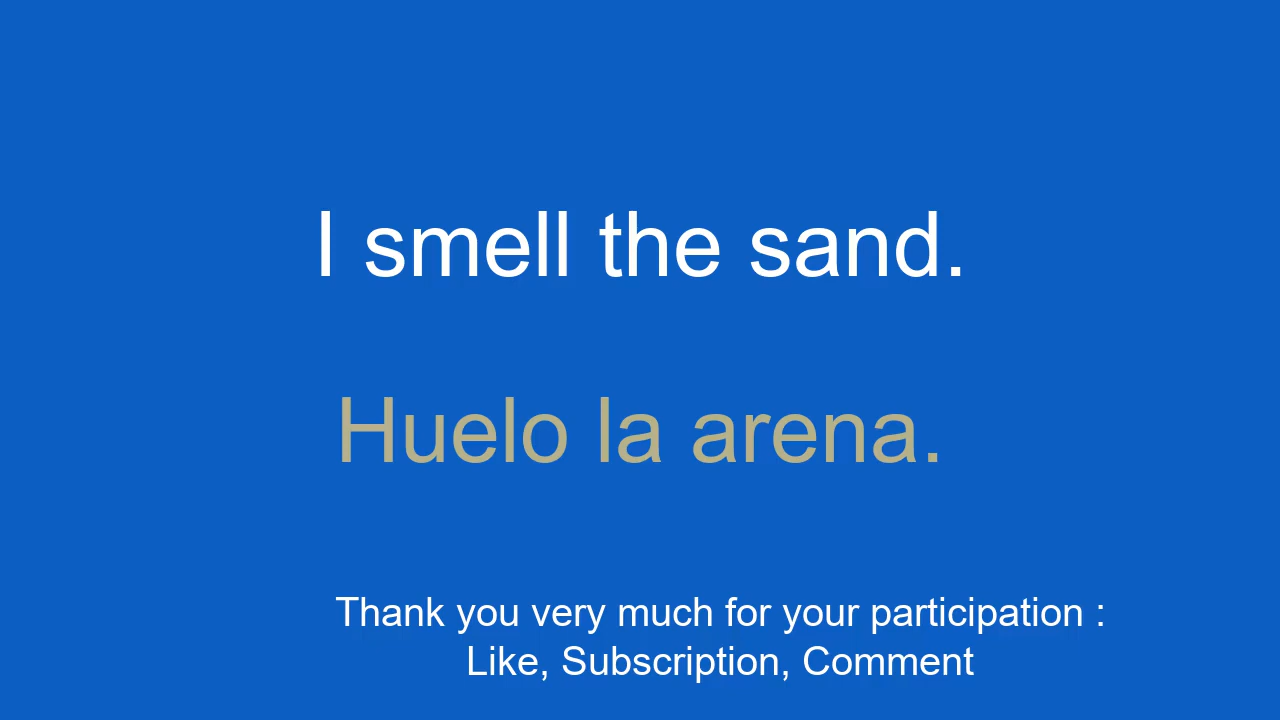 I smell the sand.
Huelo la arena.
Thank you very much for your participation :
Like, Subscription, Comment